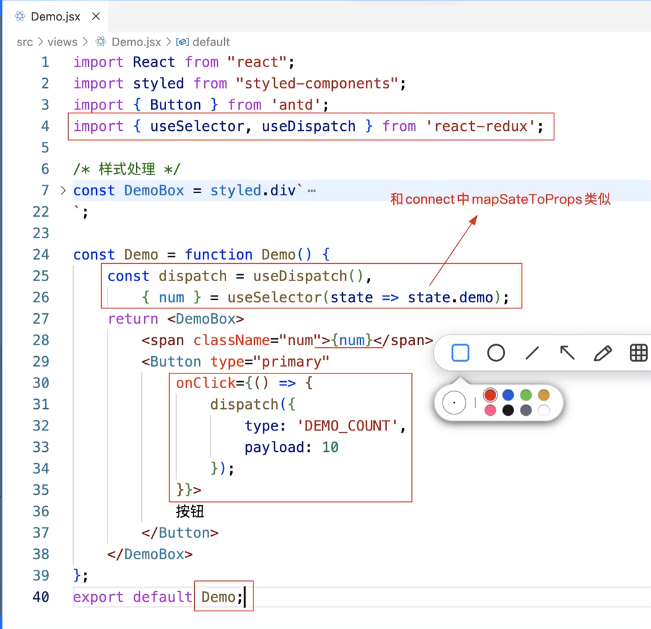 Demo.jsx ×
src > views > Demo.jsx > default
1 import React from "react";
2 import styled from "styled-components";
3 import { Button } from 'antd';
4 import { useSelector, useDispatch } from 'react-redux';
5
6 /* 样式处理 */
7 > const DemoBox = styled.div` ⋯
和connect中mapSateToProps类似
22 `;
23
24 const Demo = function Demo() {
25 const dispatch = useDispatch(),
26 { num } = useSelector(state => state.demo);
27 return <DemoBox>
28 <span className="num">{num}</span>
29 <Button type="primary"
30 onClick={() => {
31 dispatch({
32 type: 'DEMO_COUNT',
33 payload: 10
34 });
35 }}>
36 按钮
37 </Button>
38 </DemoBox>
39 };
40 export default Demo;